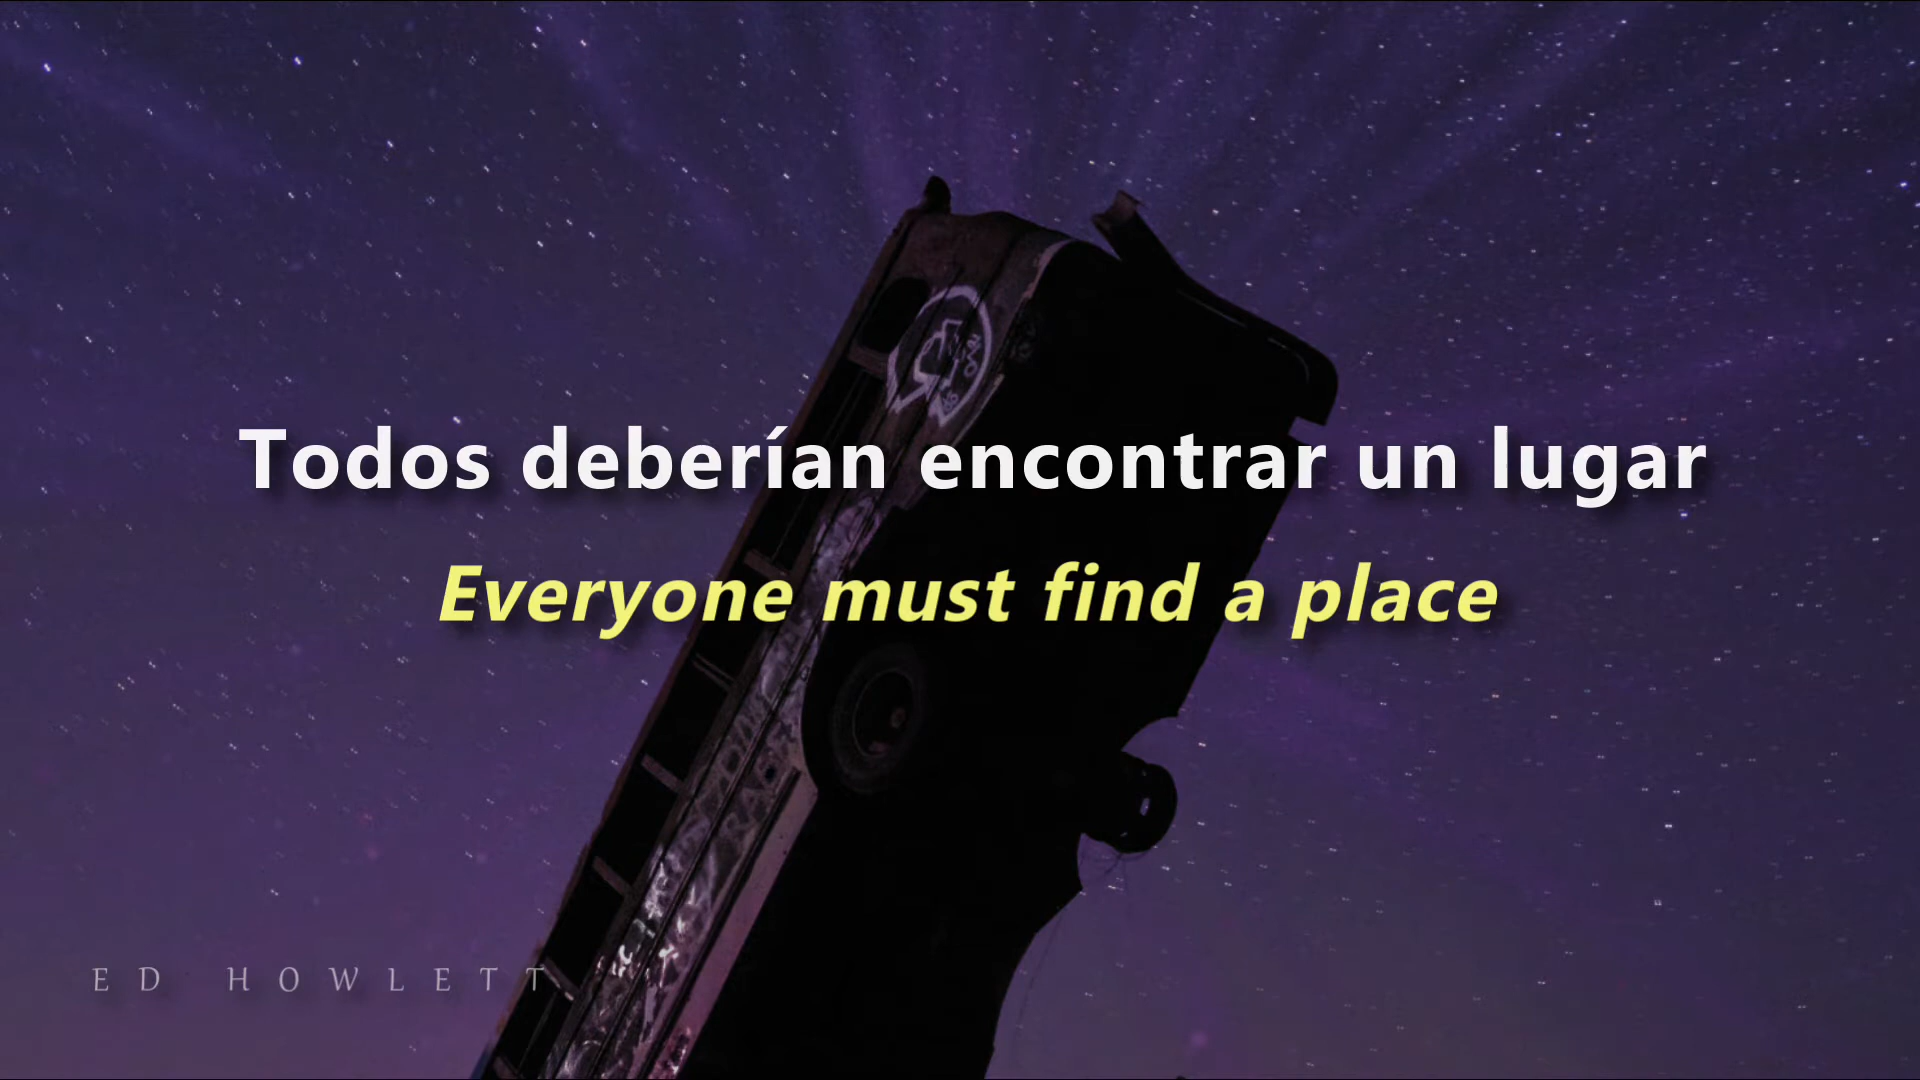 Todos deberían encontrar un lugar
Everyone must find a place
ED HOWLETT